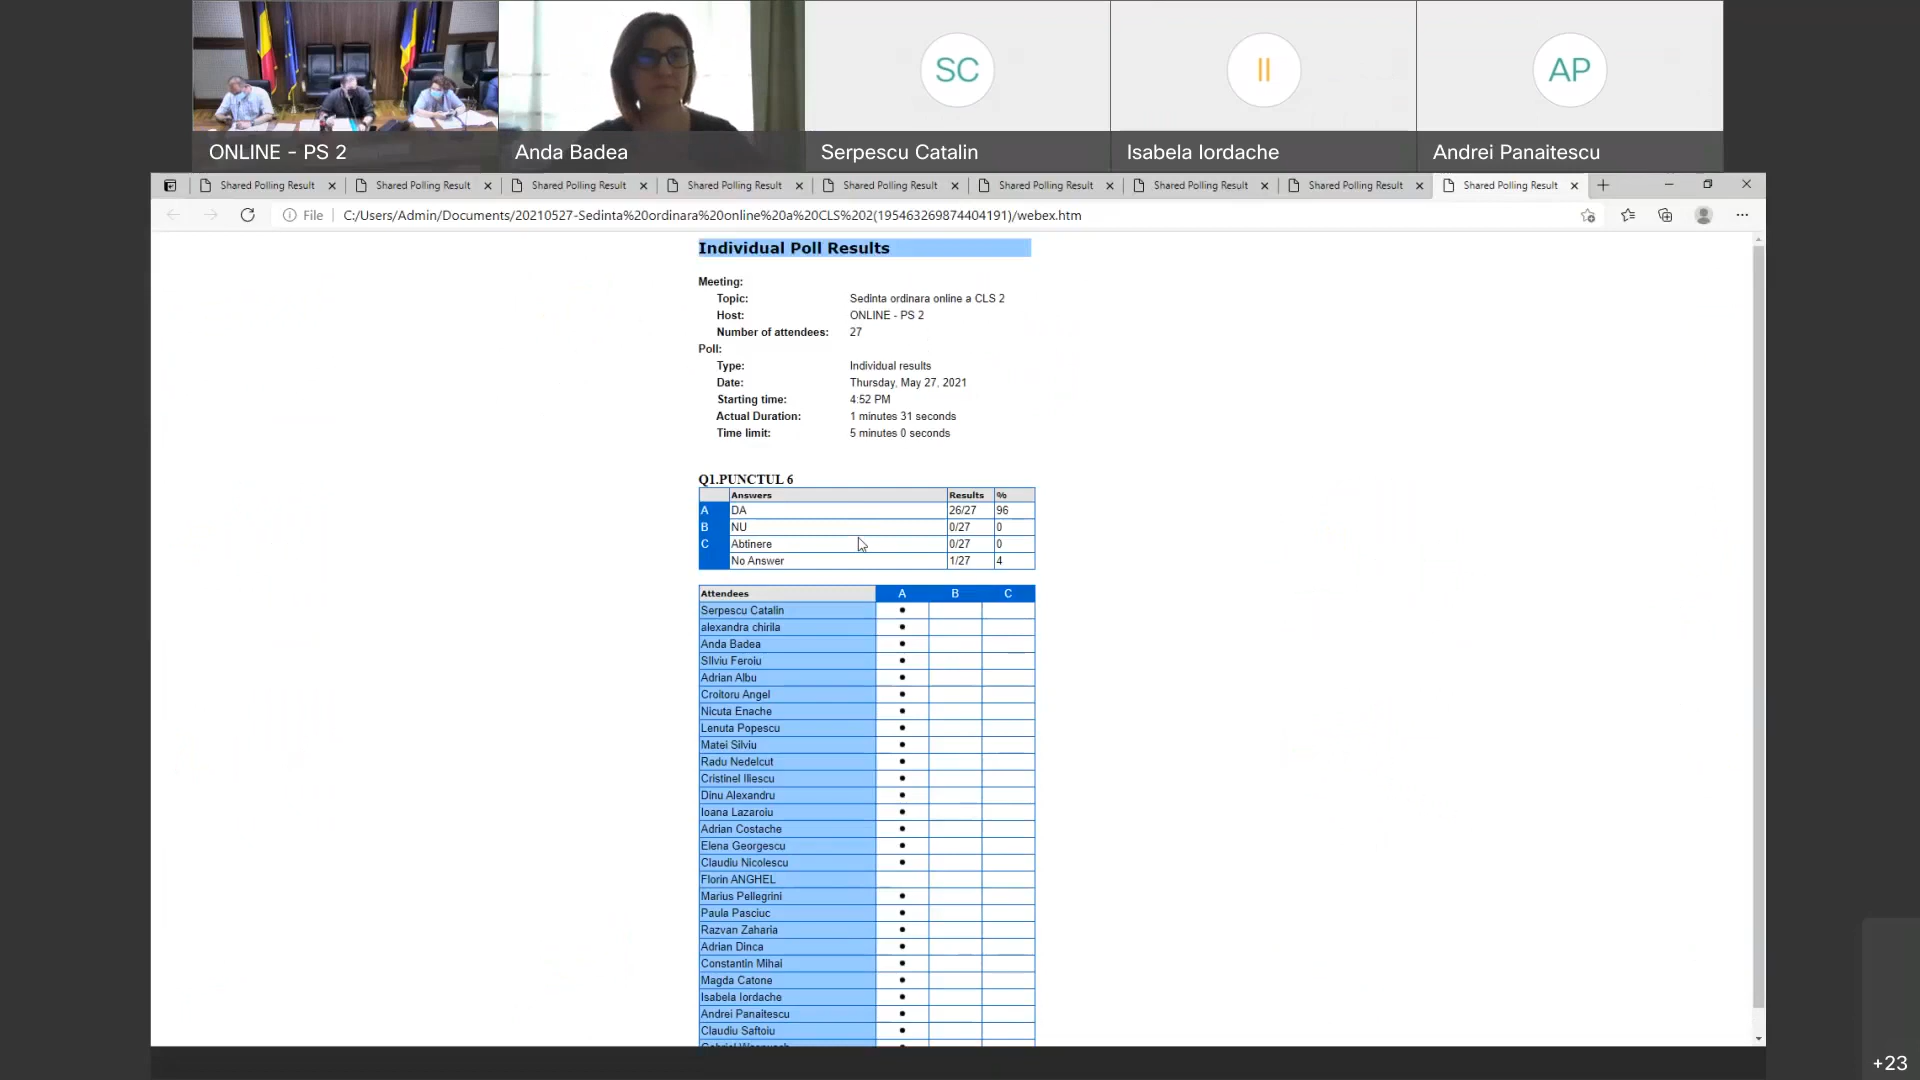 SC
II
AP
ONLINE - PS 2
Anda Badea
Serpescu Catalin
Isabela Iordache
Andrei Panaitescu
Shared Polling Result
Shared Polling Result
Shared Polling Result
Shared Polling Result
Shared Polling Result
Shared Polling Result
Shared Polling Result
Shared Polling Result
Shared Polling Result
File
C:/Users/Admin/Documents/20210527-Sedinta%20ordinara%20online%20a%20CLS%202(195463269874404191)/webex.htm
Individual Poll Results
Meeting:
Topic: Sedinta ordinara online a CLS 2
Host: ONLINE - PS 2
Number of attendees: 27
Poll:
Type: Individual results
Date: Thursday, May 27, 2021
Starting time: 4:52 PM
Actual Duration: 1 minutes 31 seconds
Time limit: 5 minutes 0 seconds
Q1.PUNCTUL 6
Answers Results %
A DA 26/27 96
B NU 0/27 0
C Abtinere 0/27 0
No Answer 1/27 4
Attendees A B C
Serpescu Catalin
alexandra chirila
Anda Badea
SIlviu Feroiu
Adrian Albu
Croitoru Angel
Nicuta Enache
Lenuta Popescu
Matei Silviu
Radu Nedelcut
Cristinel Iliescu
Dinu Alexandru
Ioana Lazaroiu
Adrian Costache
Elena Georgescu
Claudiu Nicolescu
Florin ANGHEL
Marius Pellegrini
Paula Pasciuc
Razvan Zaharia
Adrian Dinca
Constantin Mihai
Magda Catone
Isabela Iordache
Andrei Panaitescu
Claudiu Saftoiu
+23